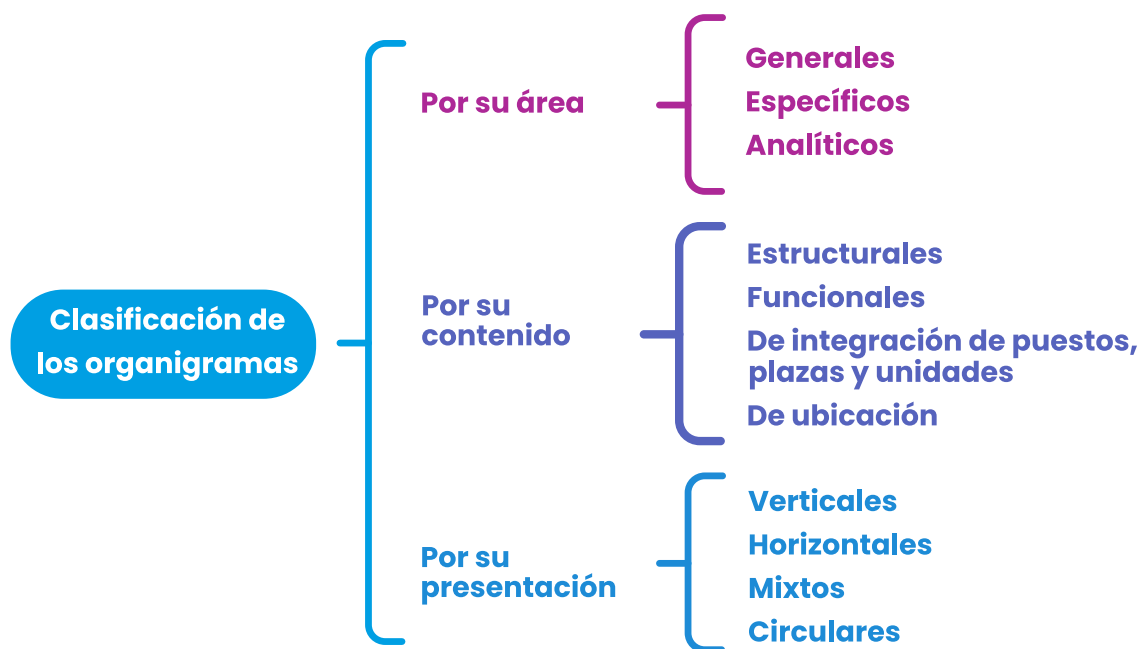 Clasificación de
los organigramas
Por su área
Generales
Específicos
Analíticos
Por su
contenido
Estructurales
Funcionales
De integración de puestos,
plazas y unidades
De ubicación
Por su
presentación
Verticales
Horizontales
Mixtos
Circulares